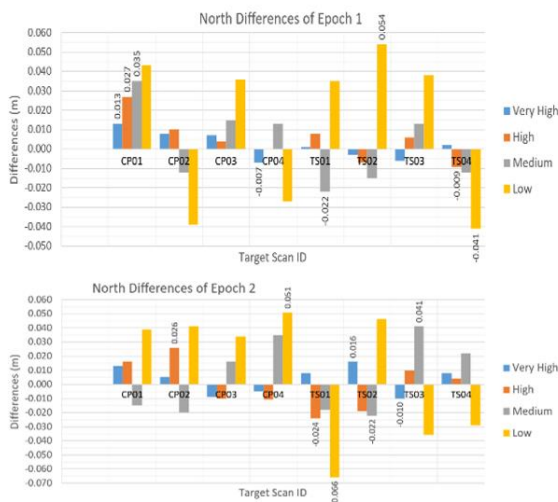 North Differences of Epoch 1
Differences (m)
0.060
0.050
0.040
0.030
0.020
0.010
0.000
-0.010
-0.020
-0.030
-0.040
-0.050
0.013
0.027
0.035
-0.007
-0.022
0.054
-0.009
-0.041
CP01 CP02 CP03 CP04 TS01 TS02 TS03 TS04
Target Scan ID
Very High
High
Medium
Low
North Differences of Epoch 2
Differences (m)
0.060
0.050
0.040
0.030
0.020
0.010
0.000
-0.010
-0.020
-0.030
-0.040
-0.050
-0.060
-0.070
0.026
0.051
-0.024
0.066
0.016
-0.022
-0.010
0.041
CP01 CP02 CP03 CP04 TS01 TS02 TS03 TS04
Target Scan ID
Very High
High
Medium
Low